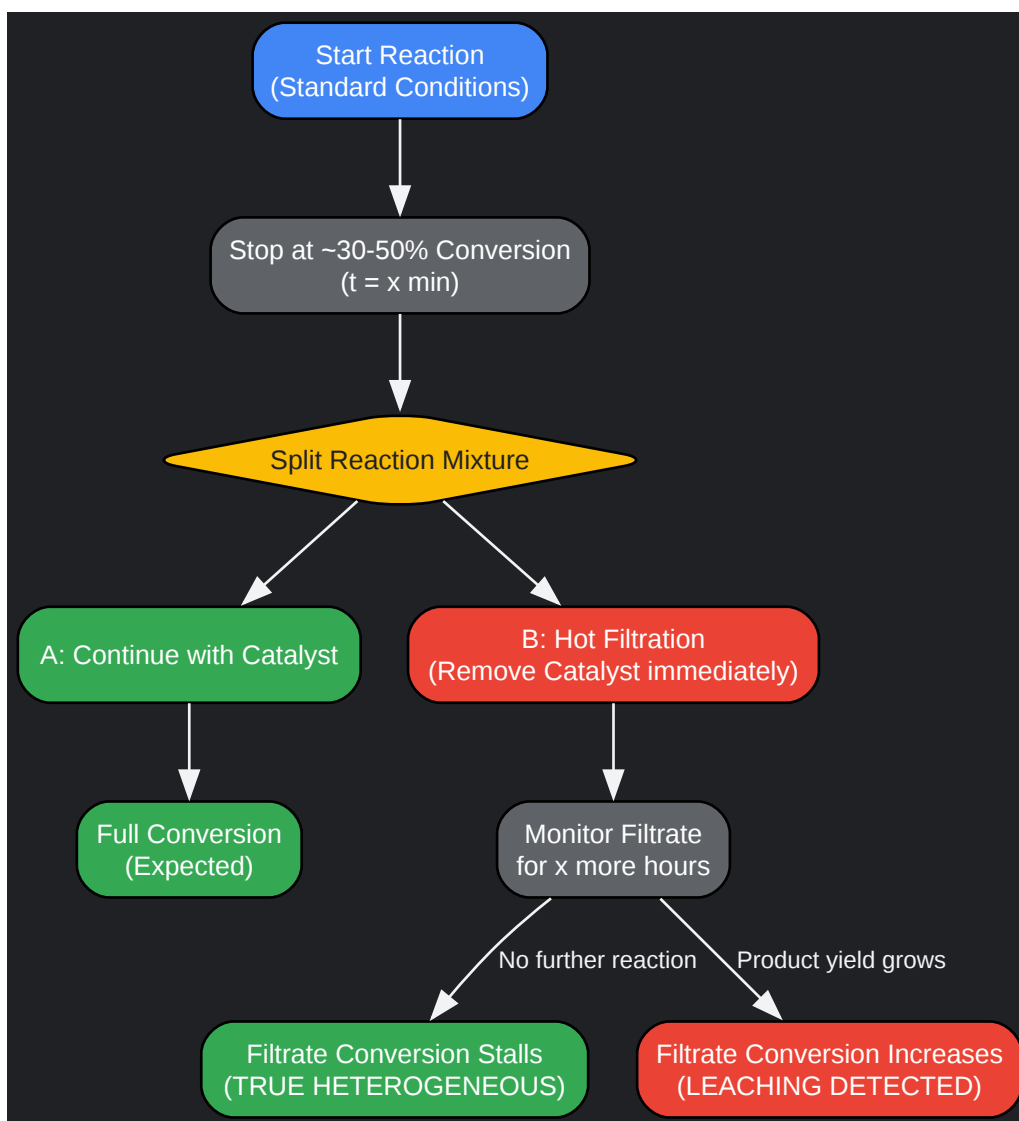 Start Reaction
(Standard Conditions)
Stop at ~30-50% Conversion
(t = x min)
Split Reaction Mixture
A: Continue with Catalyst
B: Hot Filtration
(Remove Catalyst immediately)
Full Conversion
(Expected)
Monitor Filtrate
for x more hours
No further reaction
Product yield grows
Filtrate Conversion Stalls
(TRUE HETEROGENEOUS)
Filtrate Conversion Increases
(LEACHING DETECTED)